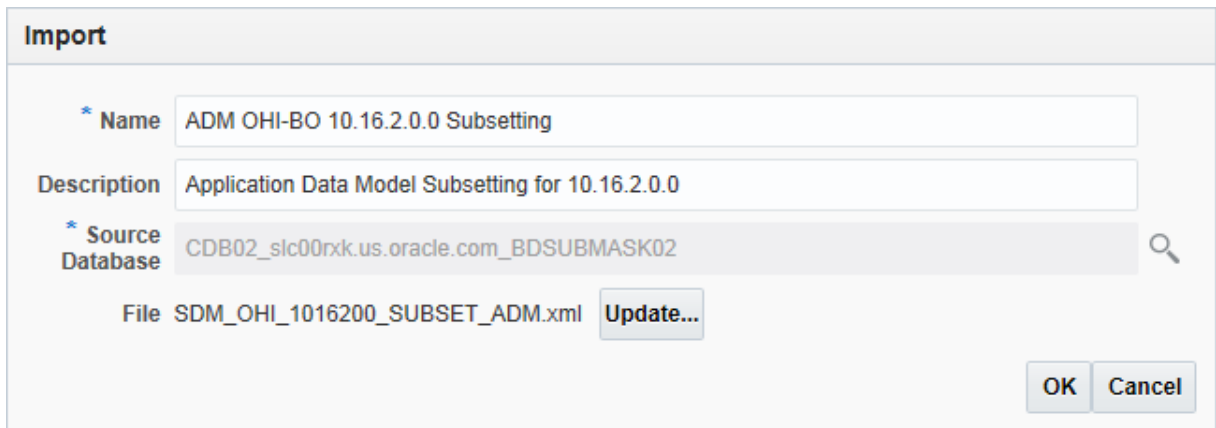 Import
* Name ADM OHI-BO 10.16.2.0.0 Subsetting
Description Application Data Model Subsetting for 10.16.2.0.0
* Source
Database CDB02_slc00rxk.us.oracle.com_BDSUBMASK02
File SDM_OHI_1016200_SUBSET_ADM.xml Update...
OK Cancel